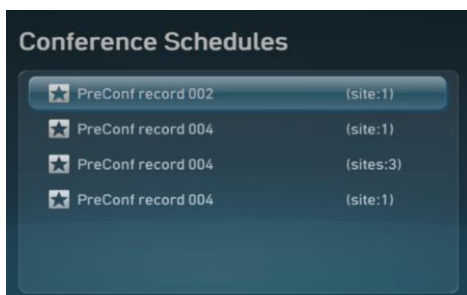 Conference Schedules
PreConf record 002 (site:1)
PreConf record 004 (site:1)
PreConf record 004 (sites:3)
PreConf record 004 (site:1)